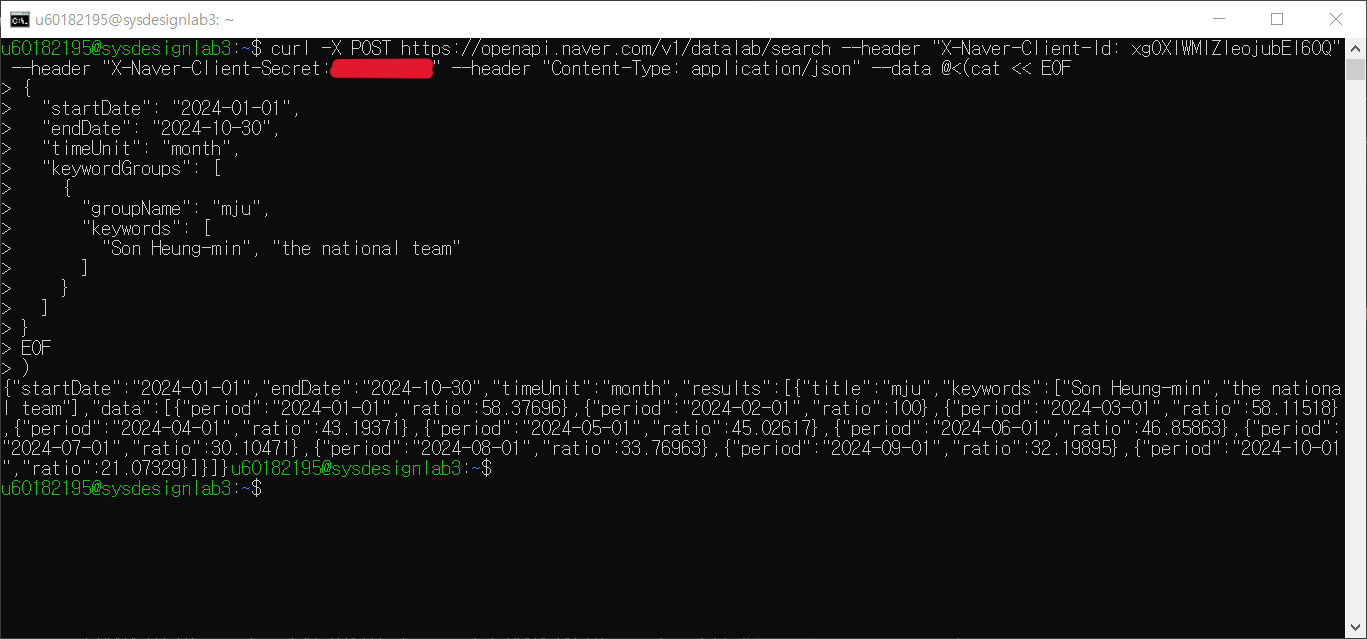 u60182195@sysdesignlab3: ~
u60182195@sysdesignlab3:~$ curl -X POST https://openapi.naver.com/v1/datalab/search --header "X-Naver-Client-Id: xgOXlWMlZleojubEl60Q"
--header "X-Naver-Client-Secret: " --header "Content-Type: application/json" --data @<(cat << EOF
> {
>   "startDate": "2024-01-01",
>   "endDate": "2024-10-30",
>   "timeUnit": "month",
>   "keywordGroups": [
>     {
>       "groupName": "mju",
>       "keywords": [
>         "Son Heung-min", "the national team"
>       ]
>     }
>   ]
> }
> EOF
> )
{"startDate":"2024-01-01","endDate":"2024-10-30","timeUnit":"month","results":[{"title":"mju","keywords":["Son Heung-min","the nationa
l team"],"data":[{"period":"2024-01-01","ratio":58.37696},{"period":"2024-02-01","ratio":100},{"period":"2024-03-01","ratio":58.11518}
,{"period":"2024-04-01","ratio":43.19371},{"period":"2024-05-01","ratio":45.02617},{"period":"2024-06-01","ratio":46.85863},{"period":
"2024-07-01","ratio":30.10471},{"period":"2024-08-01","ratio":33.76963},{"period":"2024-09-01","ratio":32.19895},{"period":"2024-10-01
","ratio":21.07329}]}]}u60182195@sysdesignlab3:~$
u60182195@sysdesignlab3:~$